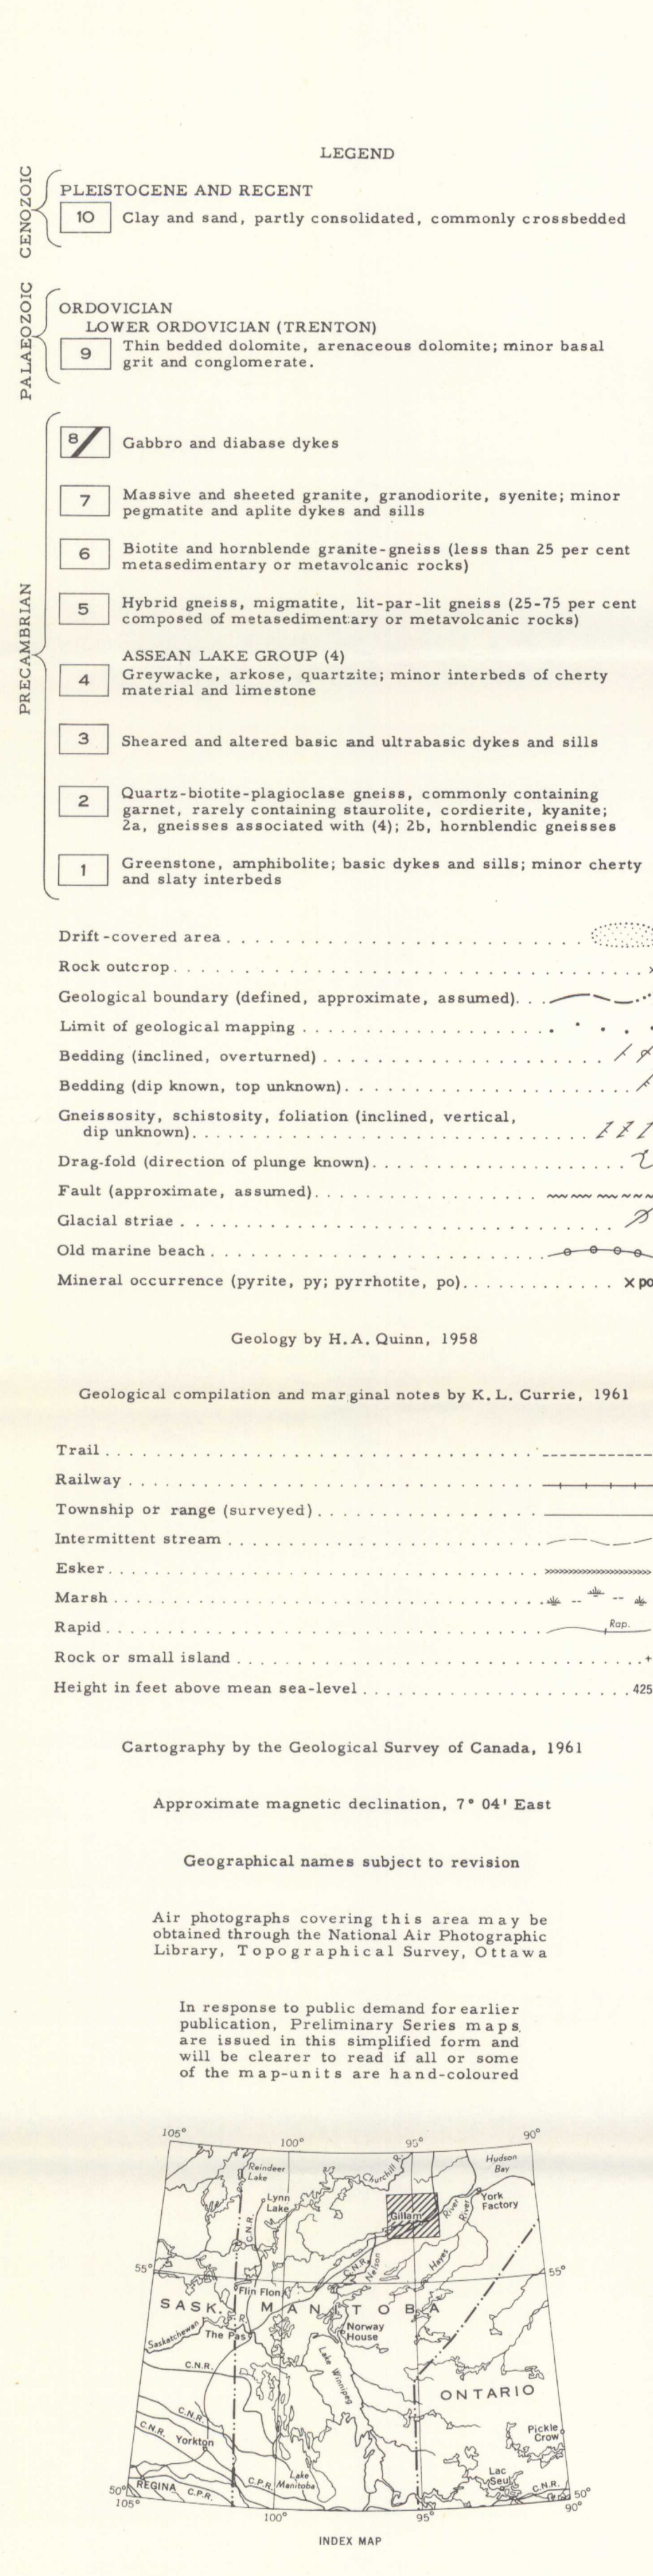 LEGEND
CENOZOIC
PLEISTOCENE AND RECENT
10 Clay and sand, partly consolidated, commonly crossbedded
PALAEOZOIC
ORDOVICIAN
LOWER ORDOVICIAN (TRENTON)
9 Thin bedded dolomite, arenaceous dolomite; minor basal
grit and conglomerate.
PRECAMBRIAN
8 Gabbro and diabase dykes
7 Massive and sheeted granite, granodiorite, syenite; minor
pegmatite and aplite dykes and sills
6 Biotite and hornblende granite-gneiss (less than 25 per cent
metasedimentary or metavolcanic rocks)
5 Hybrid gneiss, migmatite, lit-par-lit gneiss (25-75 per cent
composed of metasedimentary or metavolcanic rocks)
ASSEAN LAKE GROUP (4)
4 Greywacke, arkose, quartzite; minor interbeds of cherty
material and limestone
3 Sheared and altered basic and ultrabasic dykes and sills
2 Quartz-biotite-plagioclase gneiss, commonly containing
garnet, rarely containing staurolite, cordierite, kyanite;
2a, gneisses associated with (4); 2b, hornblendic gneisses
1 Greenstone, amphibolite; basic dykes and sills; minor cherty
and slaty interbeds
Drift-covered area
Rock outcrop
Geological boundary (defined, approximate, assumed)
Limit of geological mapping
Bedding (inclined, overturned)
Bedding (dip known, top unknown)
Gneissosity, schistosity, foliation (inclined, vertical,
dip unknown)
Drag-fold (direction of plunge known)
Fault (approximate, assumed)
Glacial striae
Old marine beach
Mineral occurrence (pyrite, py; pyrrhotite, po) x po
Geology by H.A. Quinn, 1958
Geological compilation and marginal notes by K.L. Currie, 1961
Trail
Railway
Township or range (surveyed)
Intermittent stream
Esker
Marsh
Rapid Rap.
Rock or small island +
Height in feet above mean sea-level 425
Cartography by the Geological Survey of Canada, 1961
Approximate magnetic declination, 7° 04' East
Geographical names subject to revision
Air photographs covering this area may be
obtained through the National Air Photographic
Library, Topographical Survey, Ottawa
In response to public demand for earlier
publication, Preliminary Series maps
are issued in this simplified form and
will be clearer to read if all or some
of the map-units are hand-coloured
105° 100° 95° 90°
Hudson
Bay
Reindeer
Lake
Churchill R.
Lynn
Lake
York
Factory
Gillam
River
River
C.N.R.
C.N.R.
Nelson
Hayes
55° 55°
Flin Flon
SASK. MANITOBA
Saskatchewan
The Pas
R.
Norway
House
C.N.R.
Lake Winnipeg
ONTARIO
C.N.R.
C.N.R.
Yorkton
Pickle
Crow
Lac
Seul
Lake
Manitoba
C.N.R.
REGINA C.P.R. C.P.R.
50° 50°
105° 100° 95° 90°
INDEX MAP